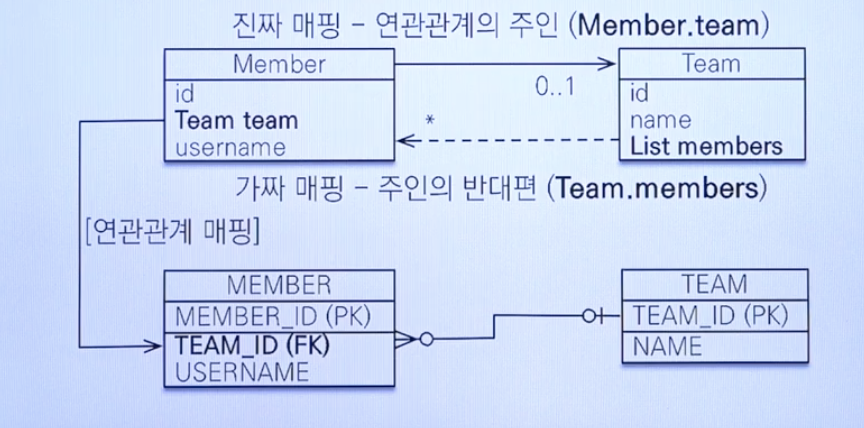 진짜 매핑 - 연관관계의 주인 (Member.team)
Member
id
Team team
username
0..1
*
Team
id
name
List members
가짜 매핑 - 주인의 반대편 (Team.members)
[연관관계 매핑]
MEMBER
MEMBER_ID (PK)
TEAM_ID (FK)
USERNAME
TEAM
TEAM_ID (PK)
NAME